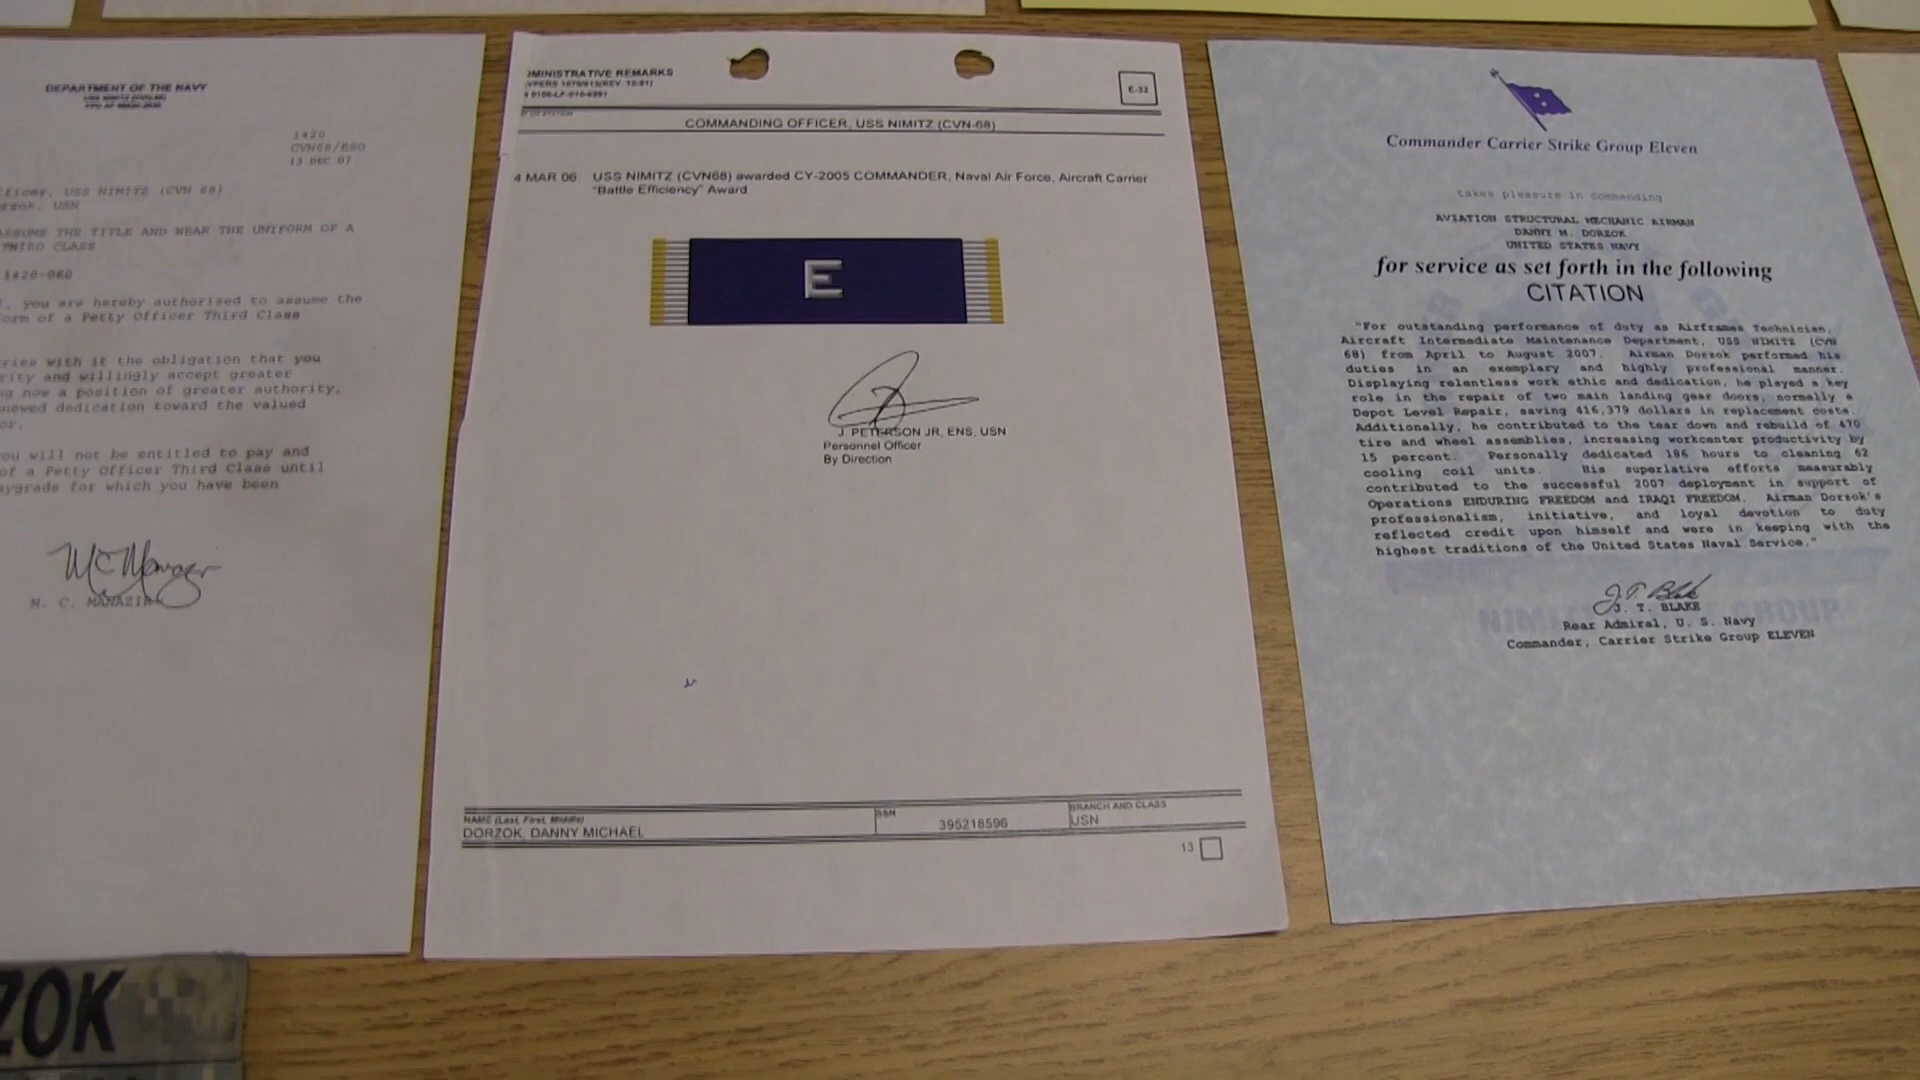 DEPARTMENT OF THE NAVY
USS NIMITZ (CVN 68)
1420
CVN68/ESO
13 DEC 07
fficer, USS NIMITZ (CVN 68)
rzok, USN
ASSUME THE TITLE AND WEAR THE UNIFORM OF A
THIRD CLASS
1420-060
, you are hereby authorized to assume the
orm of a Petty Officer Third Class
rries with it the obligation that you
rity and willingly accept greater
ng now a position of greater authority,
newed dedication toward the valued
or.
you will not be entitled to pay and
of a Petty Officer Third Class until
aygrade for which you have been
M. C. MANAZIR
ZOK
MINISTRATIVE REMARKS
E-32
COMMANDING OFFICER, USS NIMITZ (CVN-68)
4 MAR 06 USS NIMITZ (CVN68) awarded CY-2005 COMMANDER, Naval Air Force, Aircraft Carrier
"Battle Efficiency" Award
E
J. PETERSON JR, ENS, USN
Personnel Officer
By Direction
NAME (Last, First, Middle)
DORZOK, DANNY MICHAEL
SSN
[SSN omitted]
BRANCH AND CLASS
USN
13
Commander Carrier Strike Group Eleven
takes pleasure in commending
AVIATION STRUCTURAL MECHANIC AIRMAN
DANNY M. DORZOK
UNITED STATES NAVY
for service as set forth in the following
CITATION
"For outstanding performance of duty as Airframes Technician,
Aircraft Intermediate Maintenance Department, USS NIMITZ (CVN
68) from April to August 2007. Airman Dorzok performed his
duties in an exemplary and highly professional manner.
Displaying relentless work ethic and dedication, he played a key
role in the repair of two main landing gear doors, normally a
Depot Level Repair, saving 416,379 dollars in replacement costs.
Additionally, he contributed to the tear down and rebuild of 470
tire and wheel assemblies, increasing workcenter productivity by
15 percent. Personally dedicated 186 hours to cleaning 62
cooling coil units. His superlative efforts measurably
contributed to the successful 2007 deployment in support of
Operations ENDURING FREEDOM and IRAQI FREEDOM. Airman Dorzok's
professionalism, initiative, and loyal devotion to duty
reflected credit upon himself and were in keeping with the
highest traditions of the United States Naval Service."
J. T. BLAKE
Rear Admiral, U. S. Navy
Commander, Carrier Strike Group ELEVEN